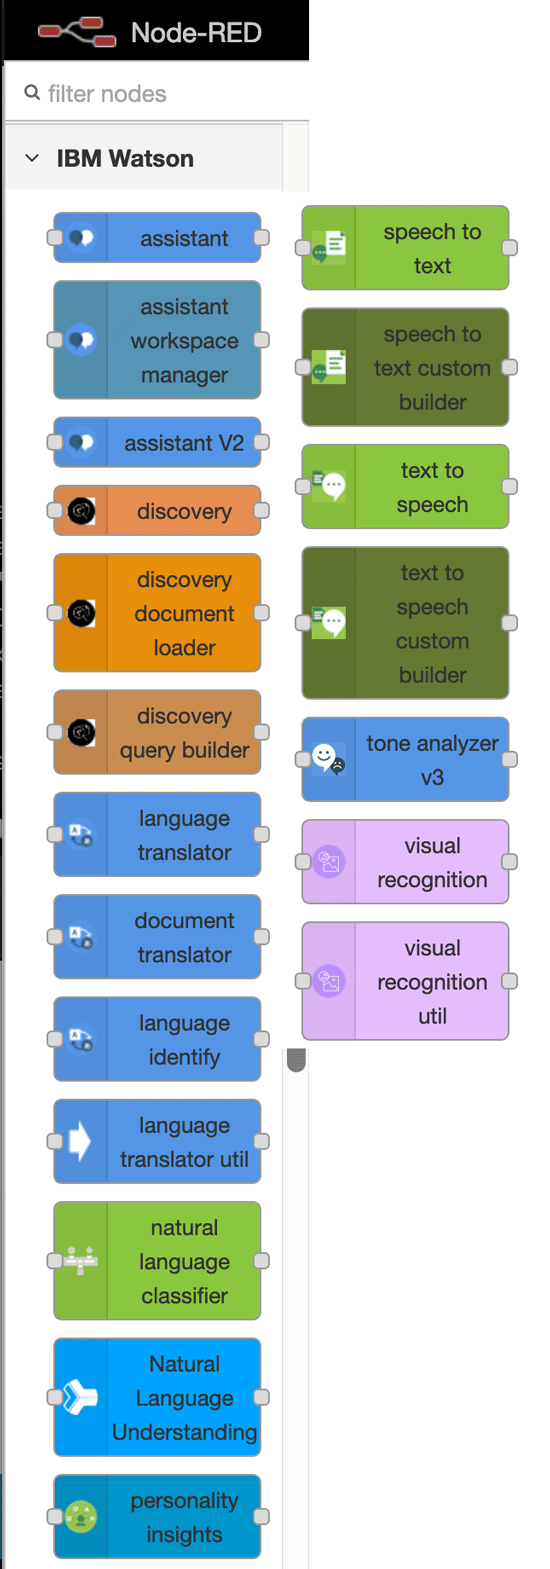 Node-RED
filter nodes
IBM Watson
assistant
assistant
workspace
manager
assistant V2
discovery
discovery
document
loader
discovery
query builder
language
translator
document
translator
language
identify
language
translator util
natural
language
classifier
Natural
Language
Understanding
personality
insights
speech to
text
speech to
text custom
builder
text to
speech
text to
speech
custom
builder
tone analyzer
v3
visual
recognition
visual
recognition
util